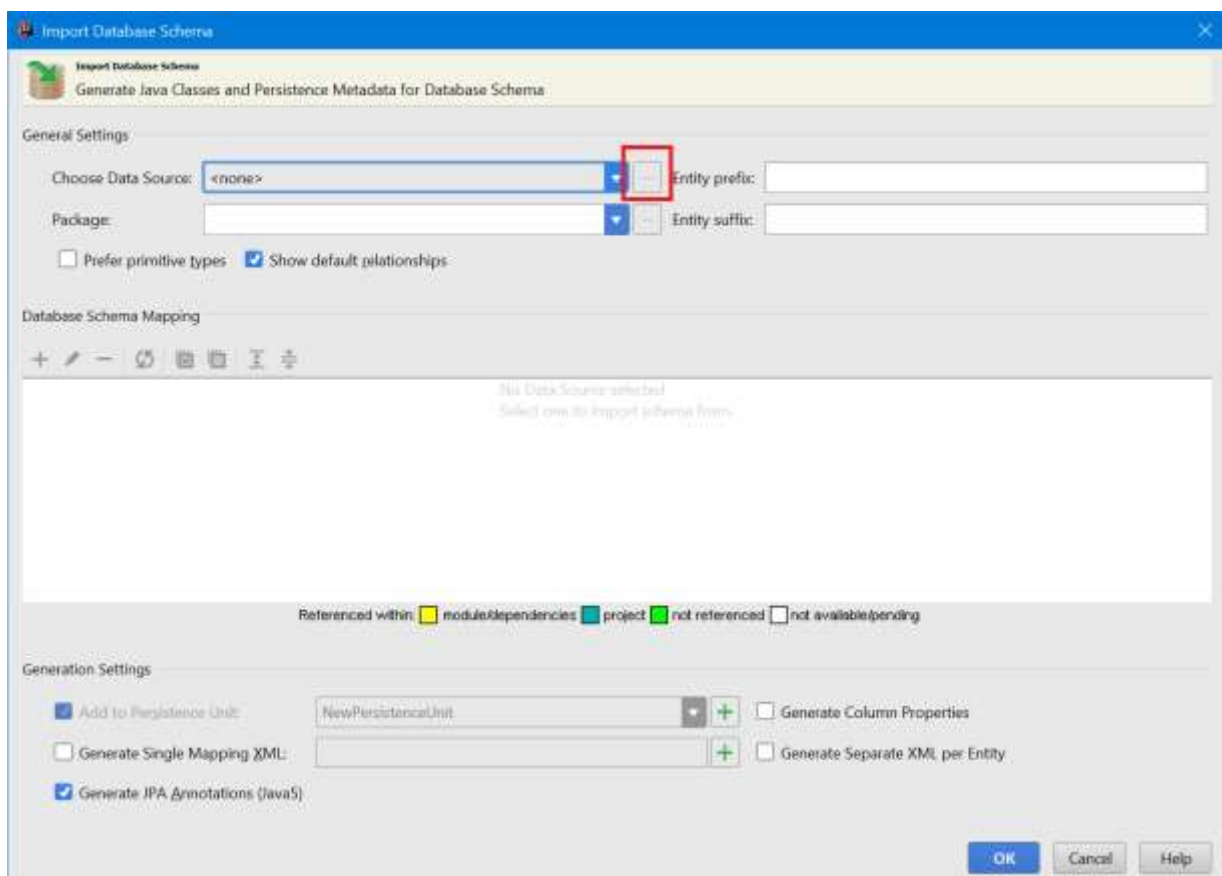 Import Database Schema
Import Database Schema
Generate Java Classes and Persistence Metadata for Database Schema
General Settings
Choose Data Source: <none> ... Entity prefix:
Package: ... Entity suffix:
Prefer primitive types Show default relationships
Database Schema Mapping
No Data Source selected
Select one to import schema from.
Referenced within: module/dependencies project not referenced not available/pending
Generation Settings
Add to Persistence Unit: NewPersistenceUnit Generate Column Properties
Generate Single Mapping XML: Generate Separate XML per Entity
Generate JPA Annotations (Java5)
OK Cancel Help